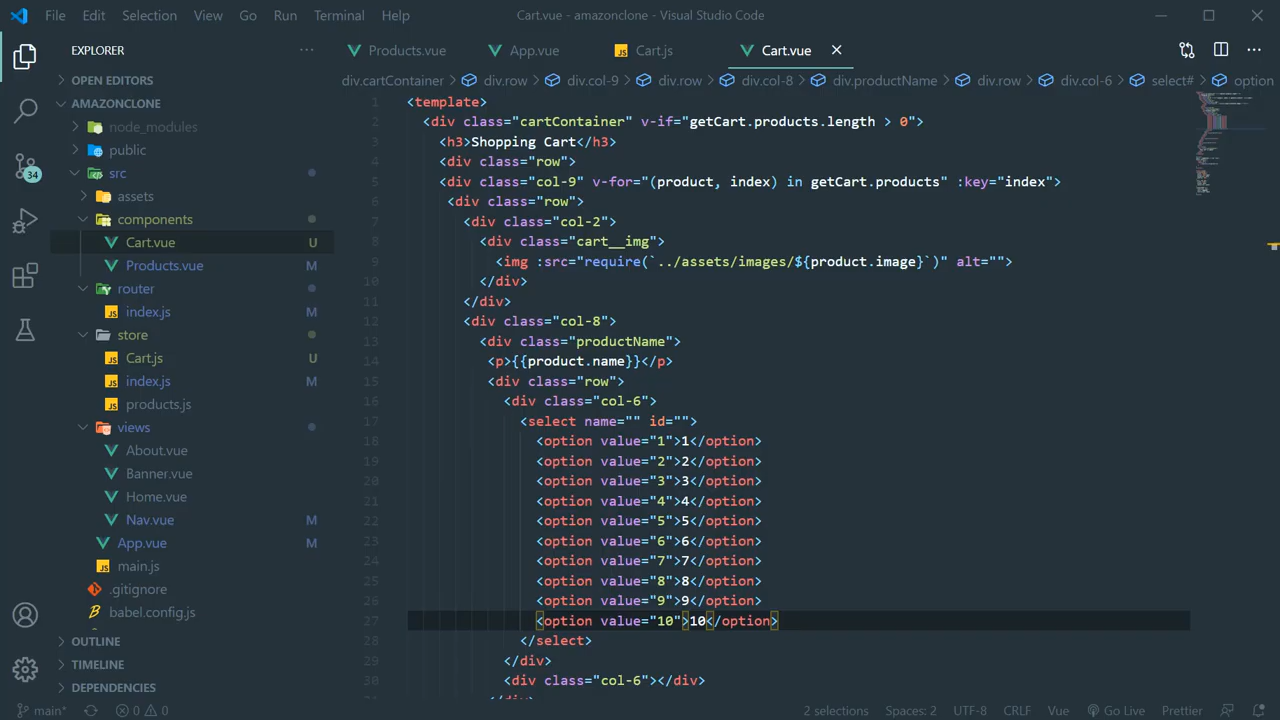 File Edit Selection View Go Run Terminal Help Cart.vue - amazonclone - Visual Studio Code
EXPLORER
Products.vue App.vue JS Cart.js Cart.vue
OPEN EDITORS
div.cartContainer div.row div.col-9 div.row div.col-8 div.productName div.row div.col-6 select# option
AMAZONCLONE
node_modules
public
34
src
assets
components
Cart.vue U
Products.vue M
router
JS index.js M
store
JS Cart.js U
JS index.js M
JS products.js
views
About.vue
Banner.vue
Home.vue
Nav.vue M
App.vue M
JS main.js
.gitignore
babel.config.js
OUTLINE
TIMELINE
DEPENDENCIES
1 <template>
2 <div class="cartContainer" v-if="getCart.products.length > 0">
3 <h3>Shopping Cart</h3>
4 <div class="row">
5 <div class="col-9" v-for="(product, index) in getCart.products" :key="index">
6 <div class="row">
7 <div class="col-2">
8 <div class="cart__img">
9 <img :src="require(`../assets/images/${product.image}`)" alt="">
10 </div>
11 </div>
12 <div class="col-8">
13 <div class="productName">
14 <p>{{product.name}}</p>
15 <div class="row">
16 <div class="col-6">
17 <select name="" id="">
18 <option value="1">1</option>
19 <option value="2">2</option>
20 <option value="3">3</option>
21 <option value="4">4</option>
22 <option value="5">5</option>
23 <option value="6">6</option>
24 <option value="7">7</option>
25 <option value="8">8</option>
26 <option value="9">9</option>
27 <option value="10">10</option>
28 </select>
29 </div>
30 <div class="col-6"></div>
31 </div>
main* 0 0 2 selections Spaces: 2 UTF-8 CRLF Vue Go Live Prettier